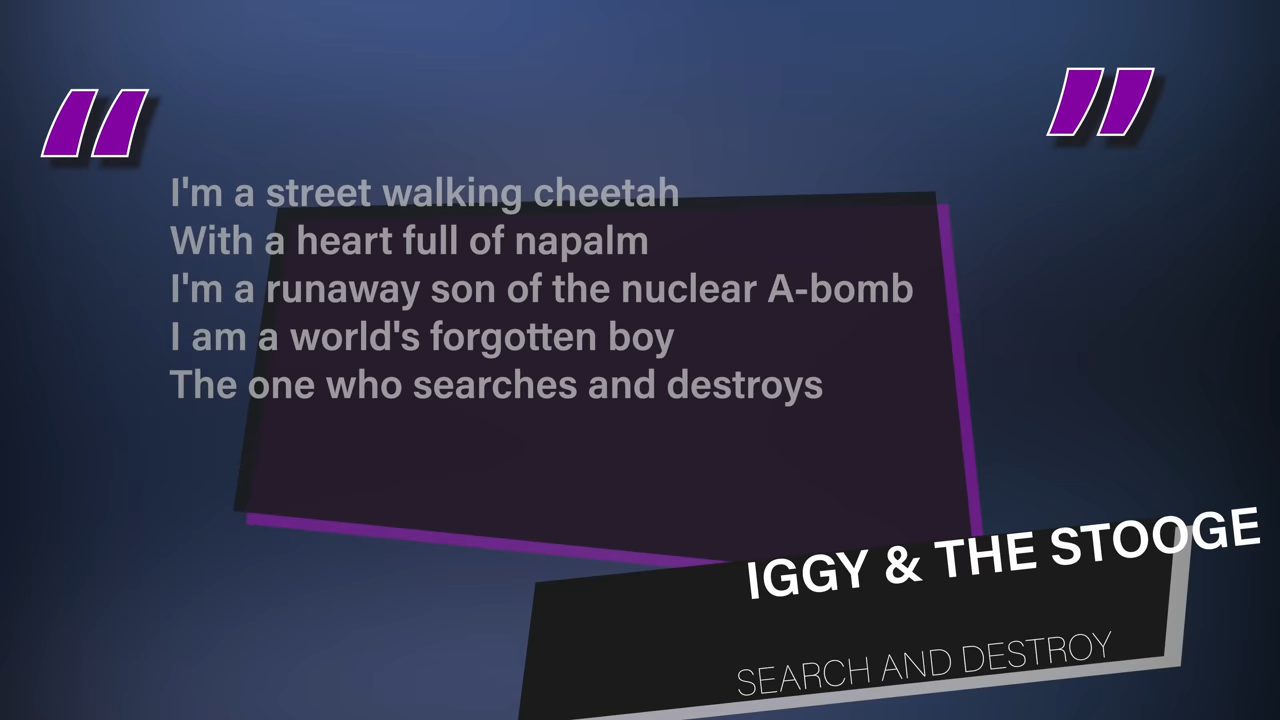 “ ”
I'm a street walking cheetah
With a heart full of napalm
I'm a runaway son of the nuclear A-bomb
I am a world's forgotten boy
The one who searches and destroys
IGGY & THE STOOGE
SEARCH AND DESTROY